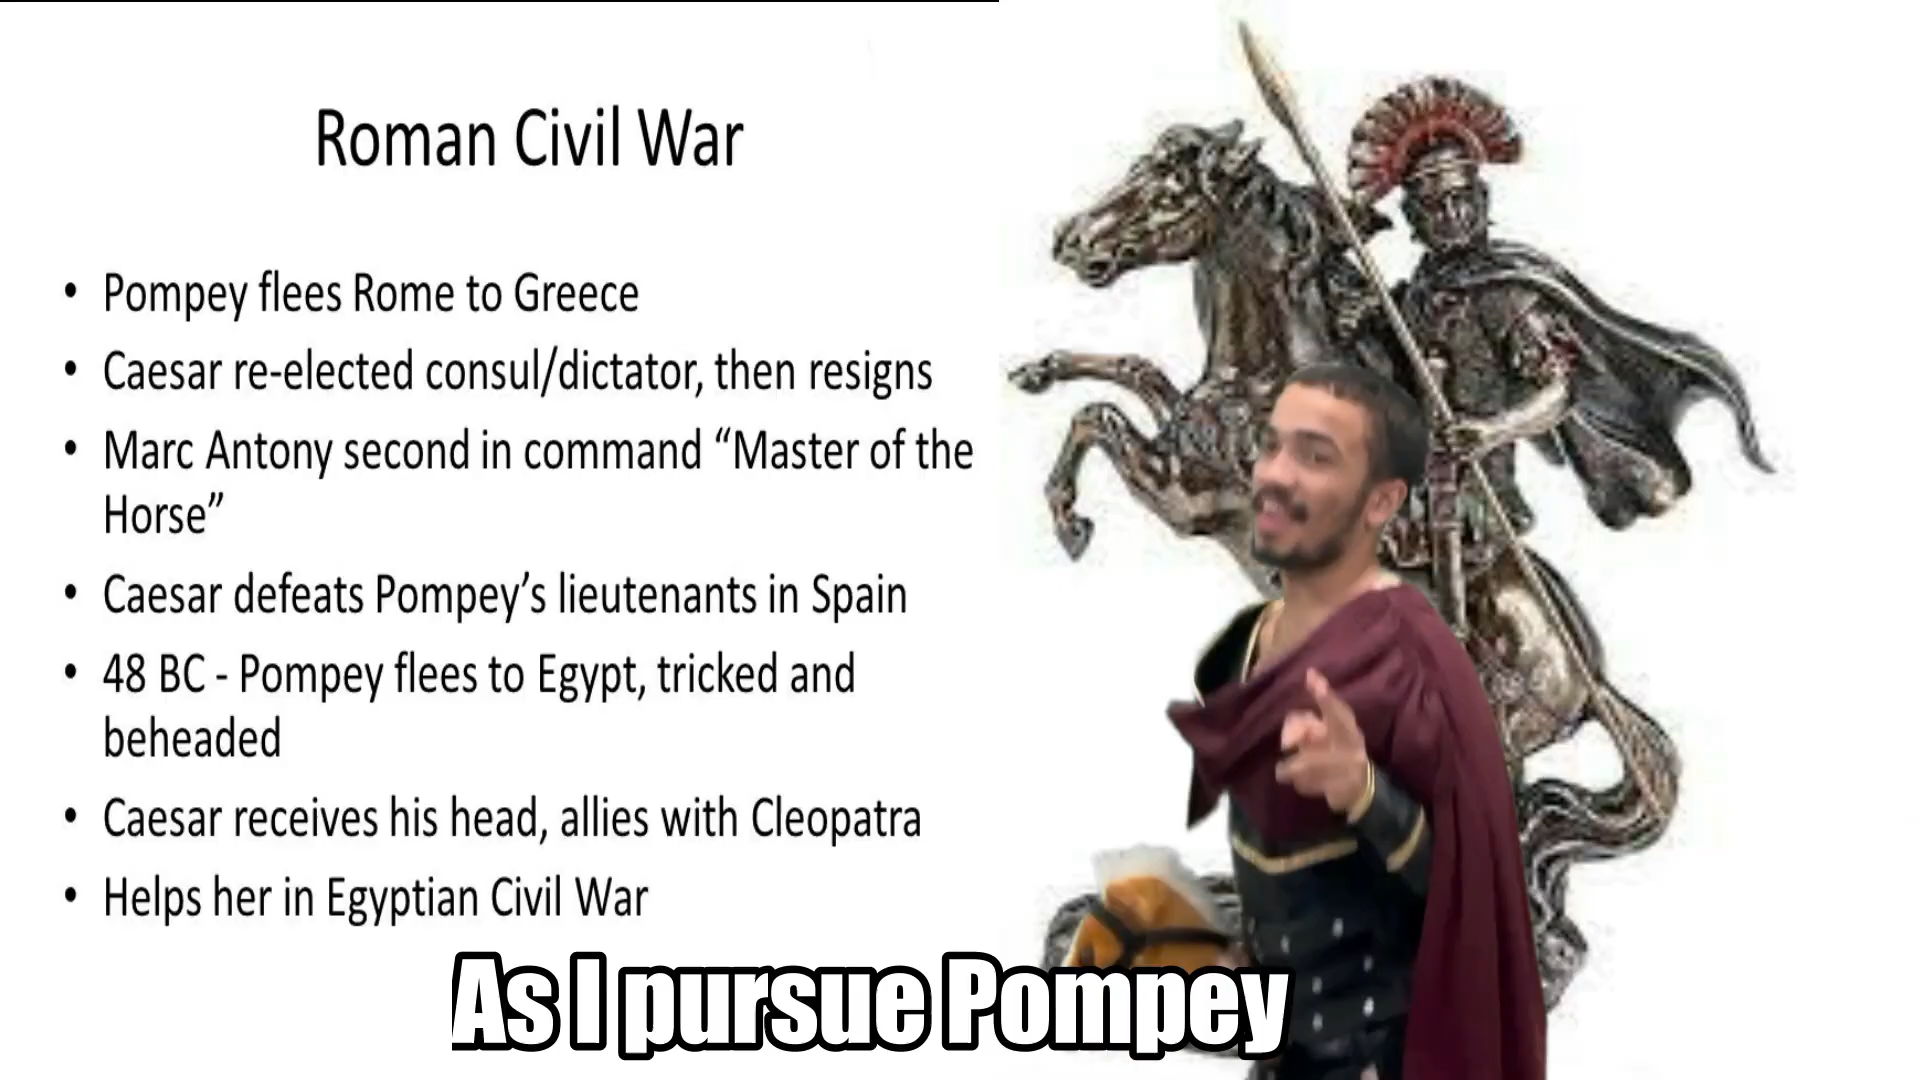 Roman Civil War
• Pompey flees Rome to Greece
• Caesar re-elected consul/dictator, then resigns
• Marc Antony second in command “Master of the
Horse”
• Caesar defeats Pompey’s lieutenants in Spain
• 48 BC - Pompey flees to Egypt, tricked and
beheaded
• Caesar receives his head, allies with Cleopatra
• Helps her in Egyptian Civil War
As I pursue Pompey